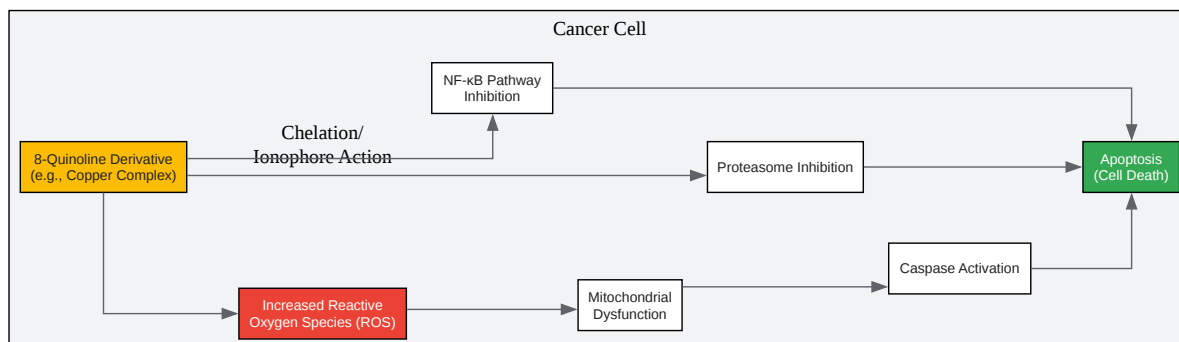 Cancer Cell
NF-κB Pathway
Inhibition
Chelation/
Ionophore Action
8-Quinoline Derivative
(e.g., Copper Complex)
Proteasome Inhibition
Apoptosis
(Cell Death)
Caspase Activation
Increased Reactive
Oxygen Species (ROS)
Mitochondrial
Dysfunction